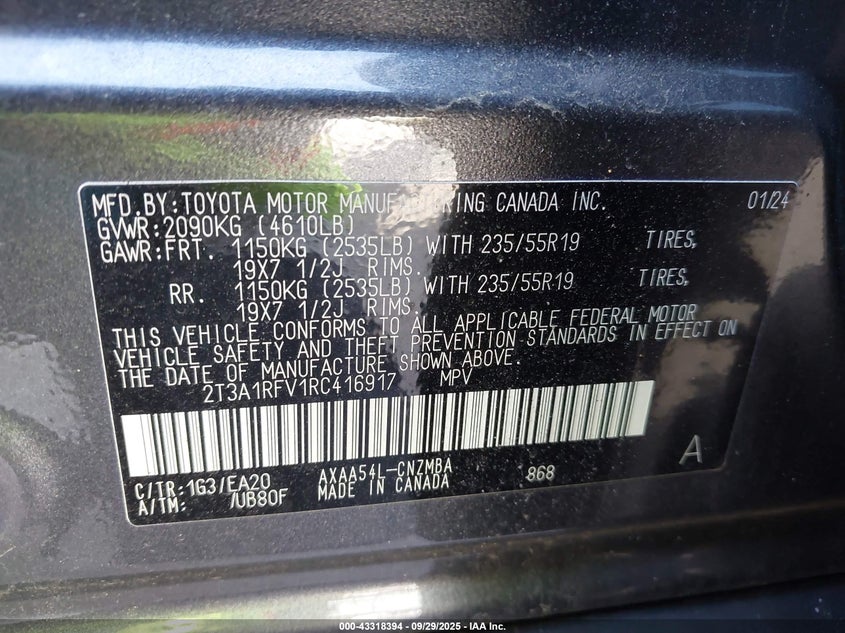 MFD.BY:TOYOTA MOTOR MANUFACTURING CANADA INC. 01/24
GVWR:2090KG (4610LB)
GAWR:FRT. 1150KG (2535LB) WITH 235/55R19 TIRES,
19X7 1/2J RIMS.
RR. 1150KG (2535LB) WITH 235/55R19 TIRES,
19X7 1/2J RIMS.
THIS VEHICLE CONFORMS TO ALL APPLICABLE FEDERAL MOTOR
VEHICLE SAFETY AND THEFT PREVENTION STANDARDS IN EFFECT ON
THE DATE OF MANUFACTURE SHOWN ABOVE.
2T3A1RFV1RC416917 MPV
A
C/TR:1G3/EA20 AXAA54L-CNZMBA 868
A/TM: /UB80F MADE IN CANADA
000-43318394 - 09/29/2025 - IAA Inc.